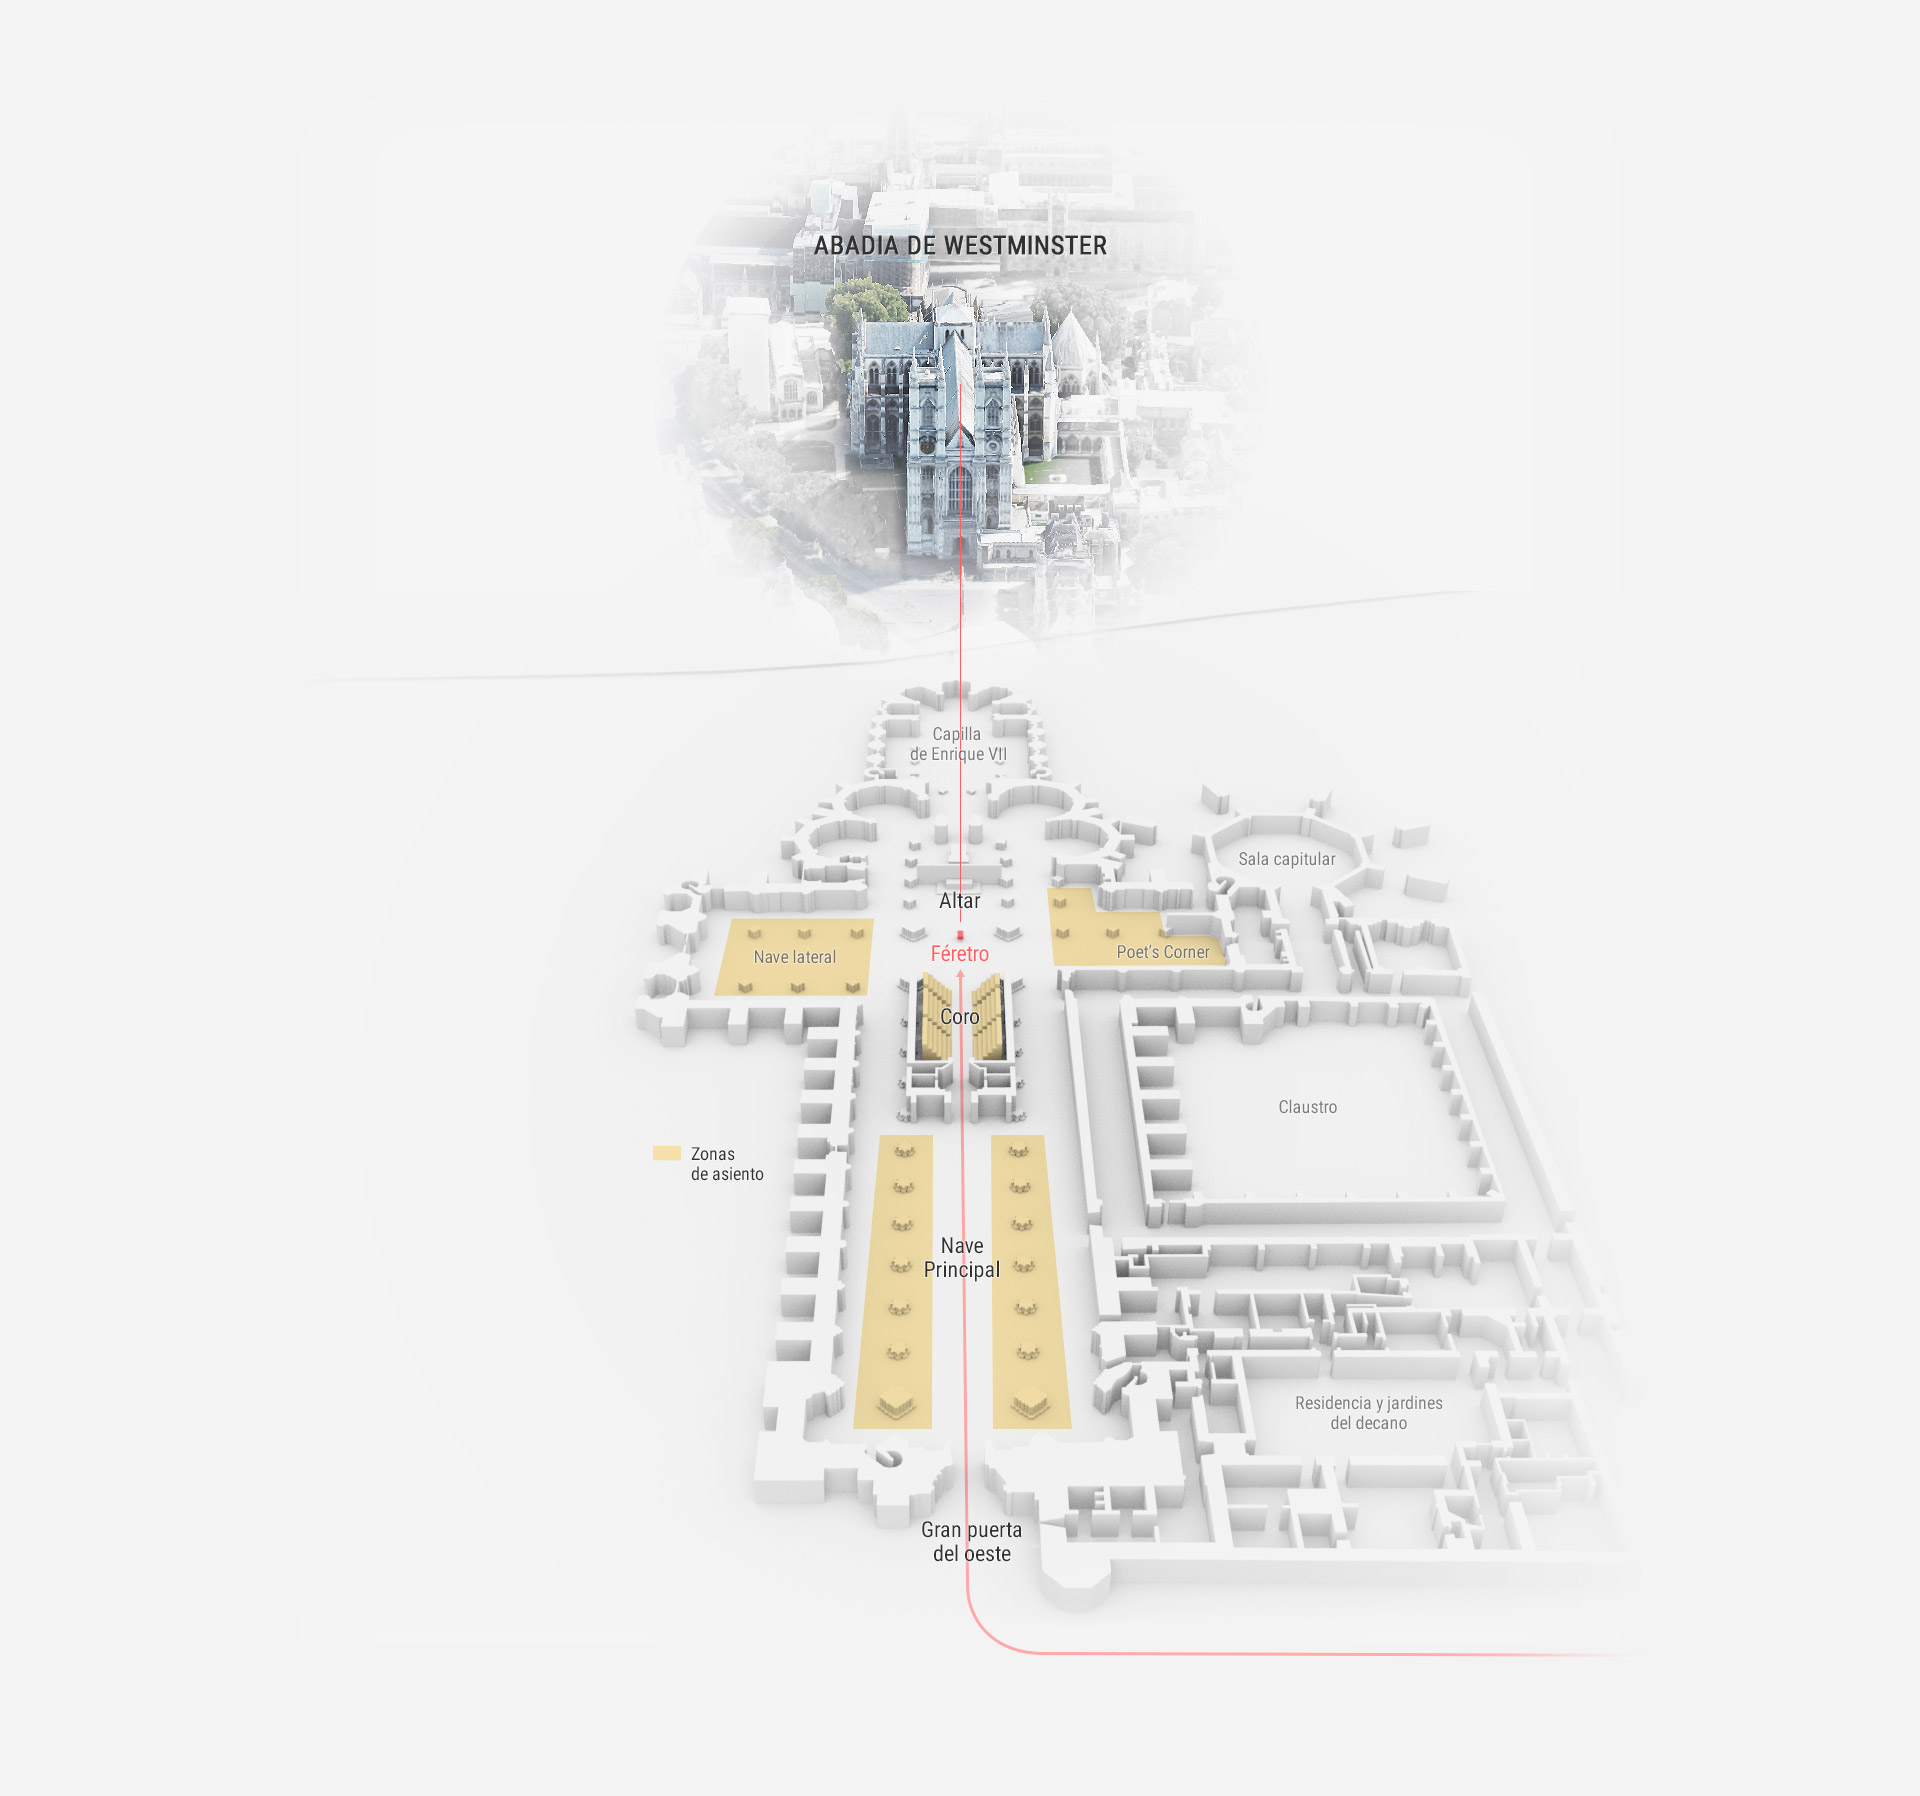 ABADIA DE WESTMINSTER
Capilla
de Enrique VII
Sala capitular
Altar
Féretro
Nave lateral
Poet's Corner
Coro
Claustro
Zonas
de asiento
Nave
Principal
Residencia y jardines
del decano
Gran puerta
del oeste